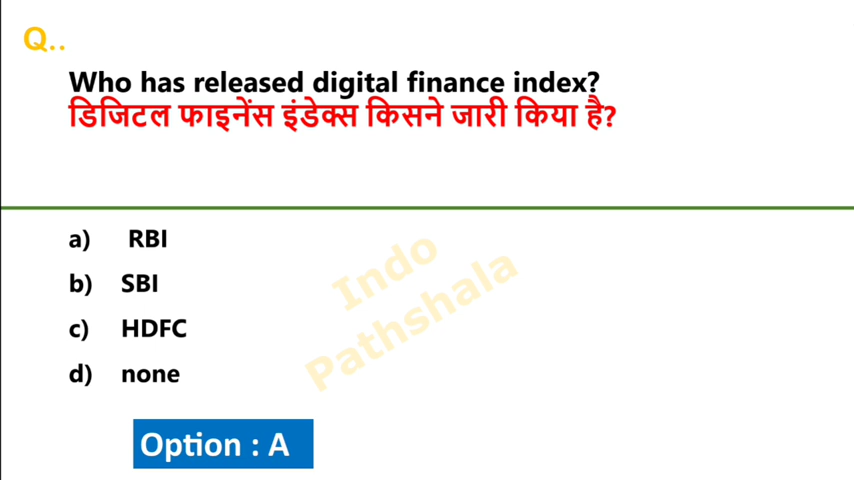 Q..
Who has released digital finance index?
डिजिटल फाइनेंस इंडेक्स किसने जारी किया है?
a) RBI
b) SBI
c) HDFC
d) none
Indo
Pathshala
Option : A